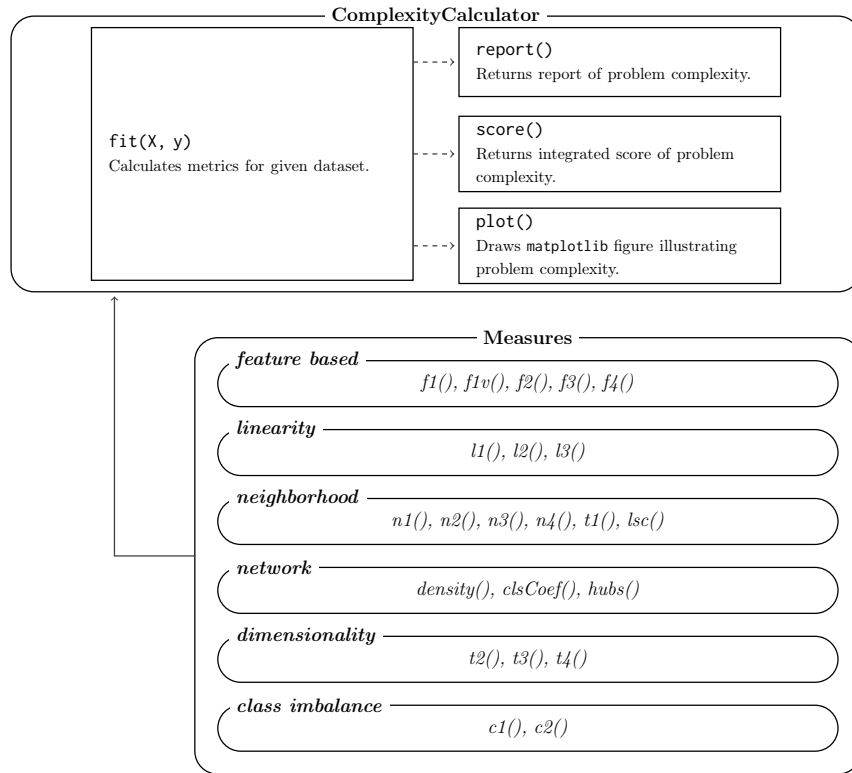 ComplexityCalculator
fit(X, y)
Calculates metrics for given dataset.
report()
Returns report of problem complexity.
score()
Returns integrated score of problem
complexity.
plot()
Draws matplotlib figure illustrating
problem complexity.
Measures
feature based
f1(), f1v(), f2(), f3(), f4()
linearity
l1(), l2(), l3()
neighborhood
n1(), n2(), n3(), n4(), t1(), lsc()
network
density(), clsCoef(), hubs()
dimensionality
t2(), t3(), t4()
class imbalance
c1(), c2()